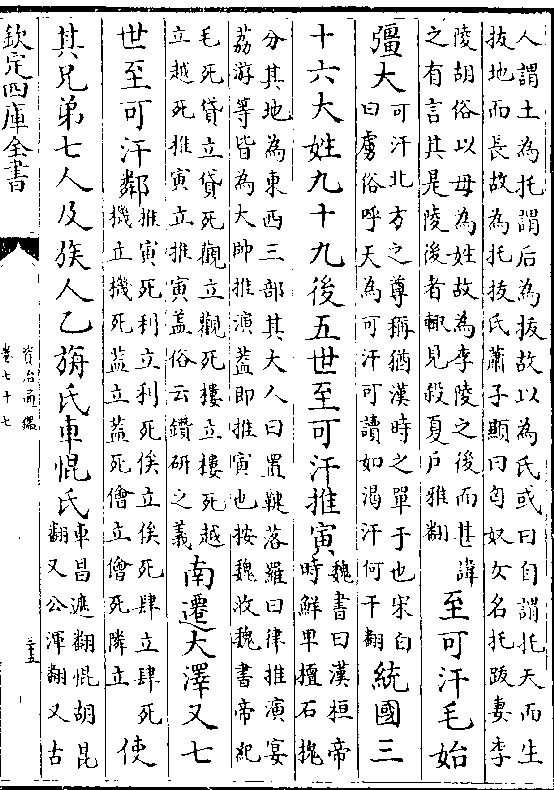 人謂土為托謂后為拔故以為氏或曰自謂托天而生
拔地而長故為托拔氏蕭子顯曰匈奴女名托跋妻李
陵胡俗以母為姓故為李陵之後而甚諱
之有言其是陵後者輒見殺夏戶雅翻
至可汗毛始
彊大
可汗北方之尊稱猶漢時之單于也宋白
曰虜俗呼天為可汗可讀如渴汗何干翻
統國三
十六大姓九十九後五世至可汗推寅
魏書曰漢桓帝
時鮮卑檀石槐
分其地為東西三部其大人曰置鞬落羅曰律推演宴
荔游等皆為大帥推演蓋即推寅也按魏收魏書帝紀
毛死貸立貸死觀立觀死樓立樓死越
立越死推寅立推寅蓋俗云鑽研之義
南遷大澤又七
世至可汗鄰
推寅死利立利死俟立俟死肆立肆死
機立機死蓋立蓋死儈立儈死隣立
使
其兄弟七人及族人乙旃氏車惃氏
車昌遮翻惃胡昆
翻又公渾翻又古
欽定四庫全書
資治通鑑
卷七十七